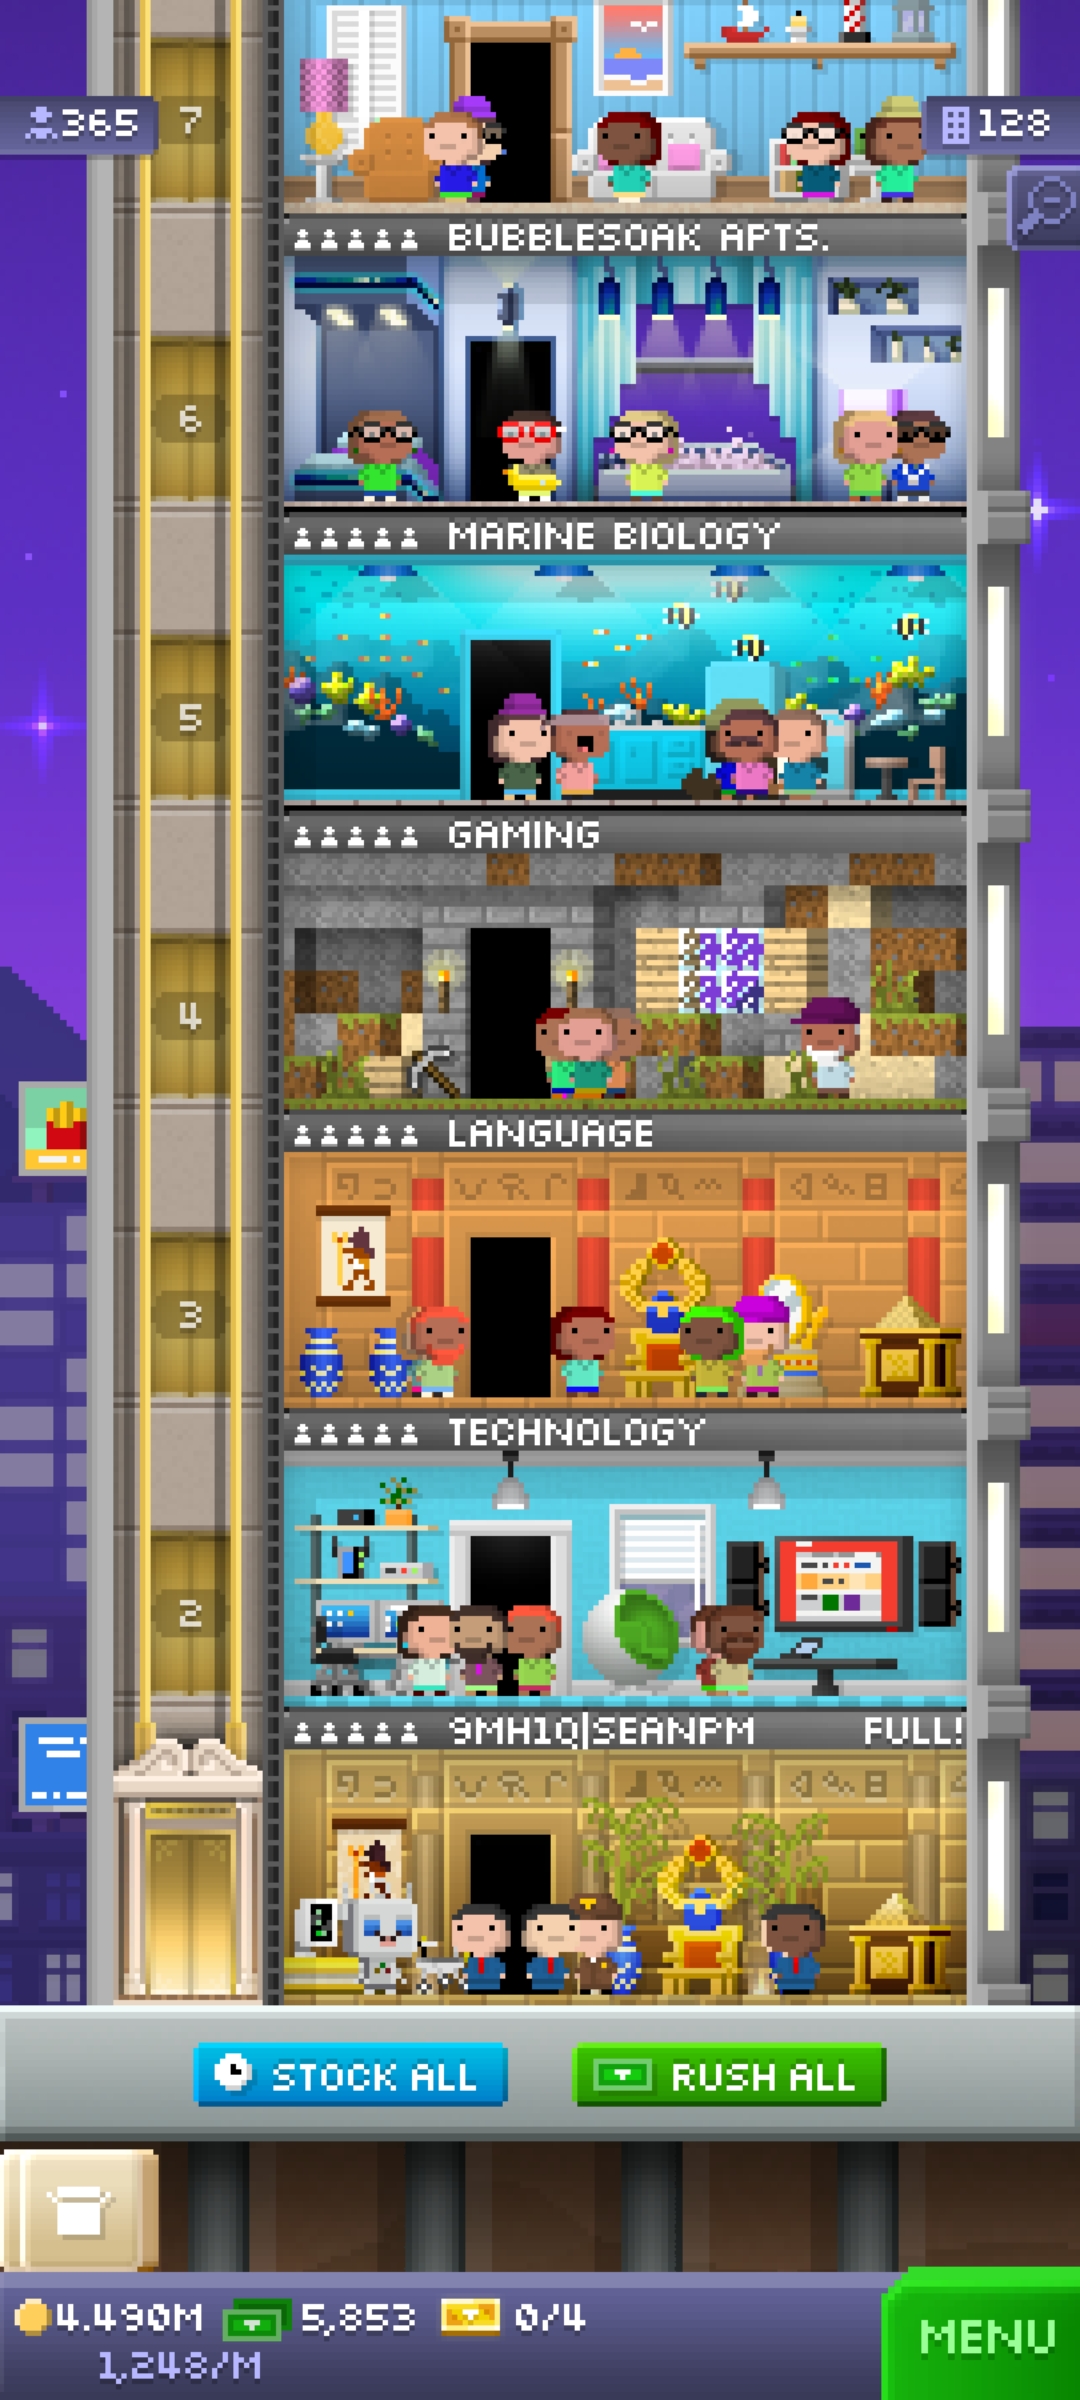 365
7
128
BUBBLESOAK APTS.
6
MARINE BIOLOGY
5
GAMING
4
LANGUAGE
3
TECHNOLOGY
2
9MH1Q|SEANPM FULL!
STOCK ALL RUSH ALL
4.490M 5,853 0/4
1,248/M
MENU